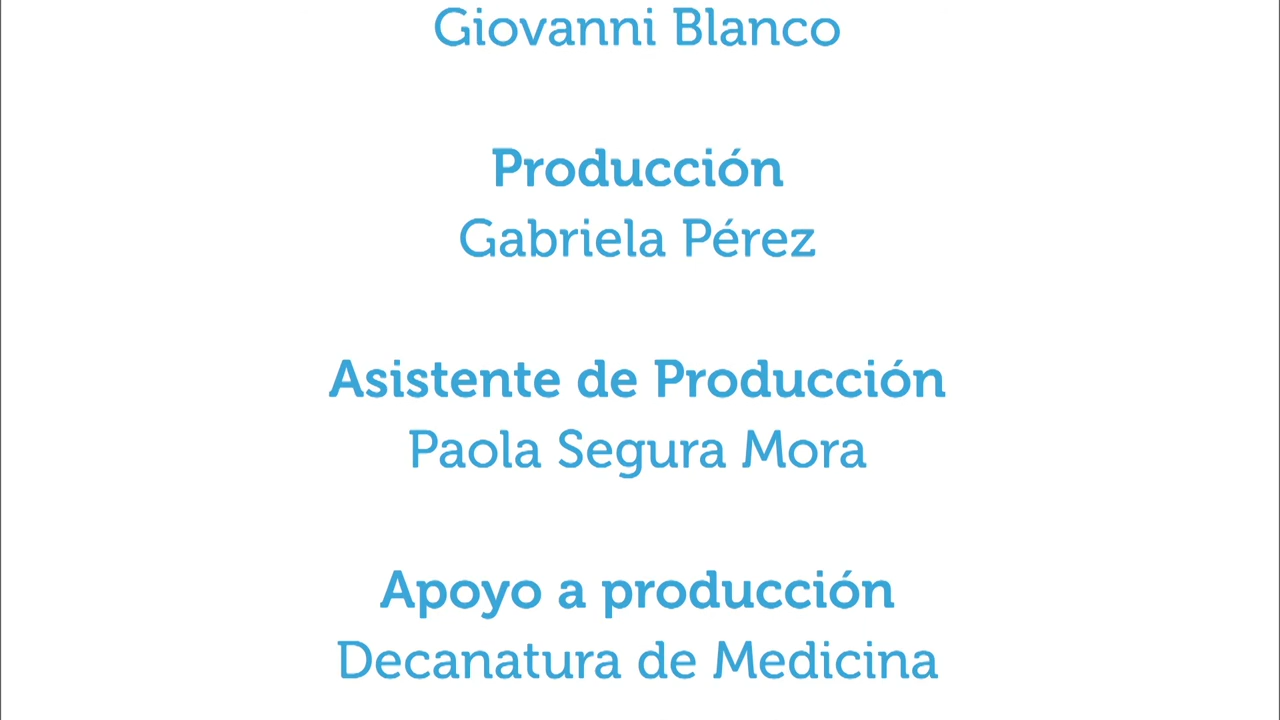 Giovanni Blanco
Producción
Gabriela Pérez
Asistente de Producción
Paola Segura Mora
Apoyo a producción
Decanatura de Medicina